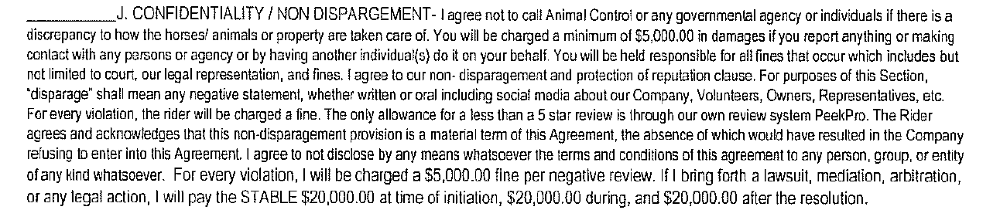 ____________J. CONFIDENTIALITY / NON DISPARGEMENT- I agree not to call Animal Control or any governmental agency or individuals if there is a
discrepancy to how the horses/ animals or property are taken care of. You will be charged a minimum of $5,000.00 in damages if you report anything or making
contact with any persons or agency or by having another individual(s) do it on your behalf. You will be held responsible for all fines that occur which includes but
not limited to court, our legal representation, and fines. I agree to our non- disparagement and protection of reputation clause. For purposes of this Section,
"disparage" shall mean any negative statement, whether written or oral including social media about our Company, Volunteers, Owners, Representatives, etc.
For every violation, the rider will be charged a fine. The only allowance for a less than a 5 star review is through our own review system PeekPro. The Rider
agrees and acknowledges that this non-disparagement provision is a material term of this Agreement, the absence of which would have resulted in the Company
refusing to enter into this Agreement. I agree to not disclose by any means whatsoever the terms and conditions of this agreement to any person, group, or entity
of any kind whatsoever. For every violation, I will be charged a $5,000.00 fine per negative review. If I bring forth a lawsuit, mediation, arbitration,
or any legal action, I will pay the STABLE $20,000.00 at time of initiation, $20,000.00 during, and $20,000.00 after the resolution.